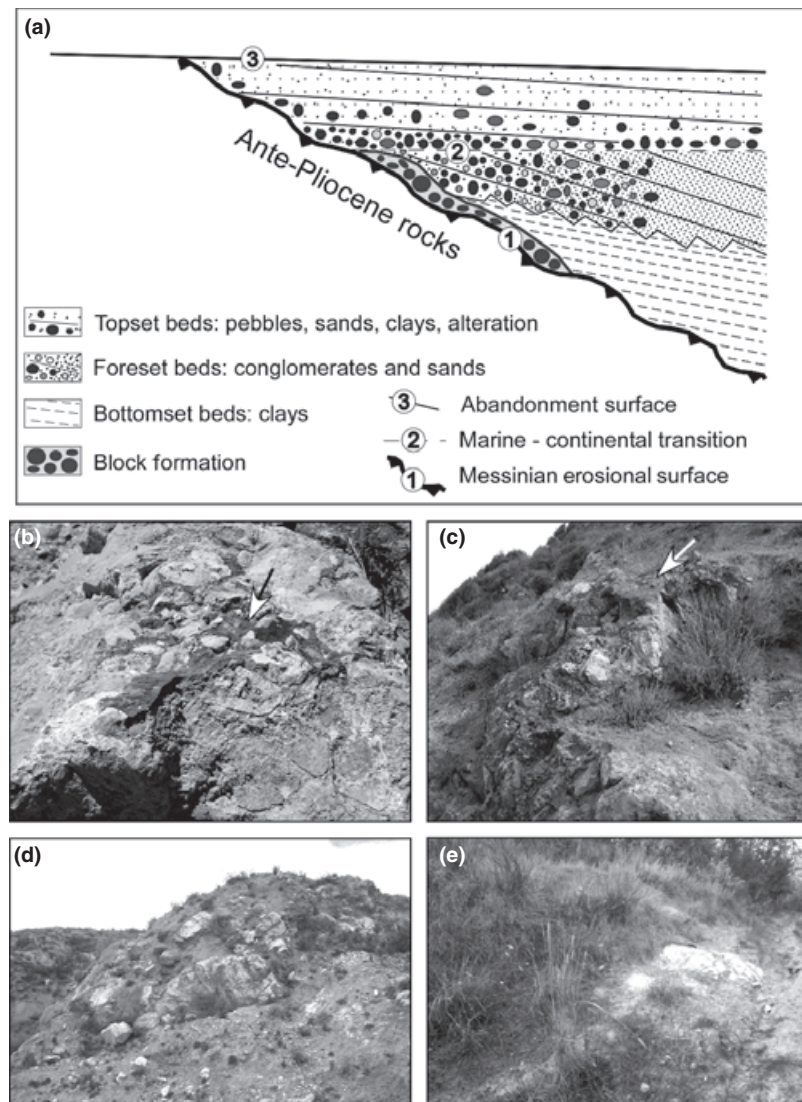 (a)
3
2
Ante-Pliocene rocks
1
Topset beds: pebbles, sands, clays, alteration
Foreset beds: conglomerates and sands
Bottomset beds: clays
Block formation
3 Abandonment surface
2 Marine - continental transition
1 Messinian erosional surface
(b)
(c)
(d)
(e)